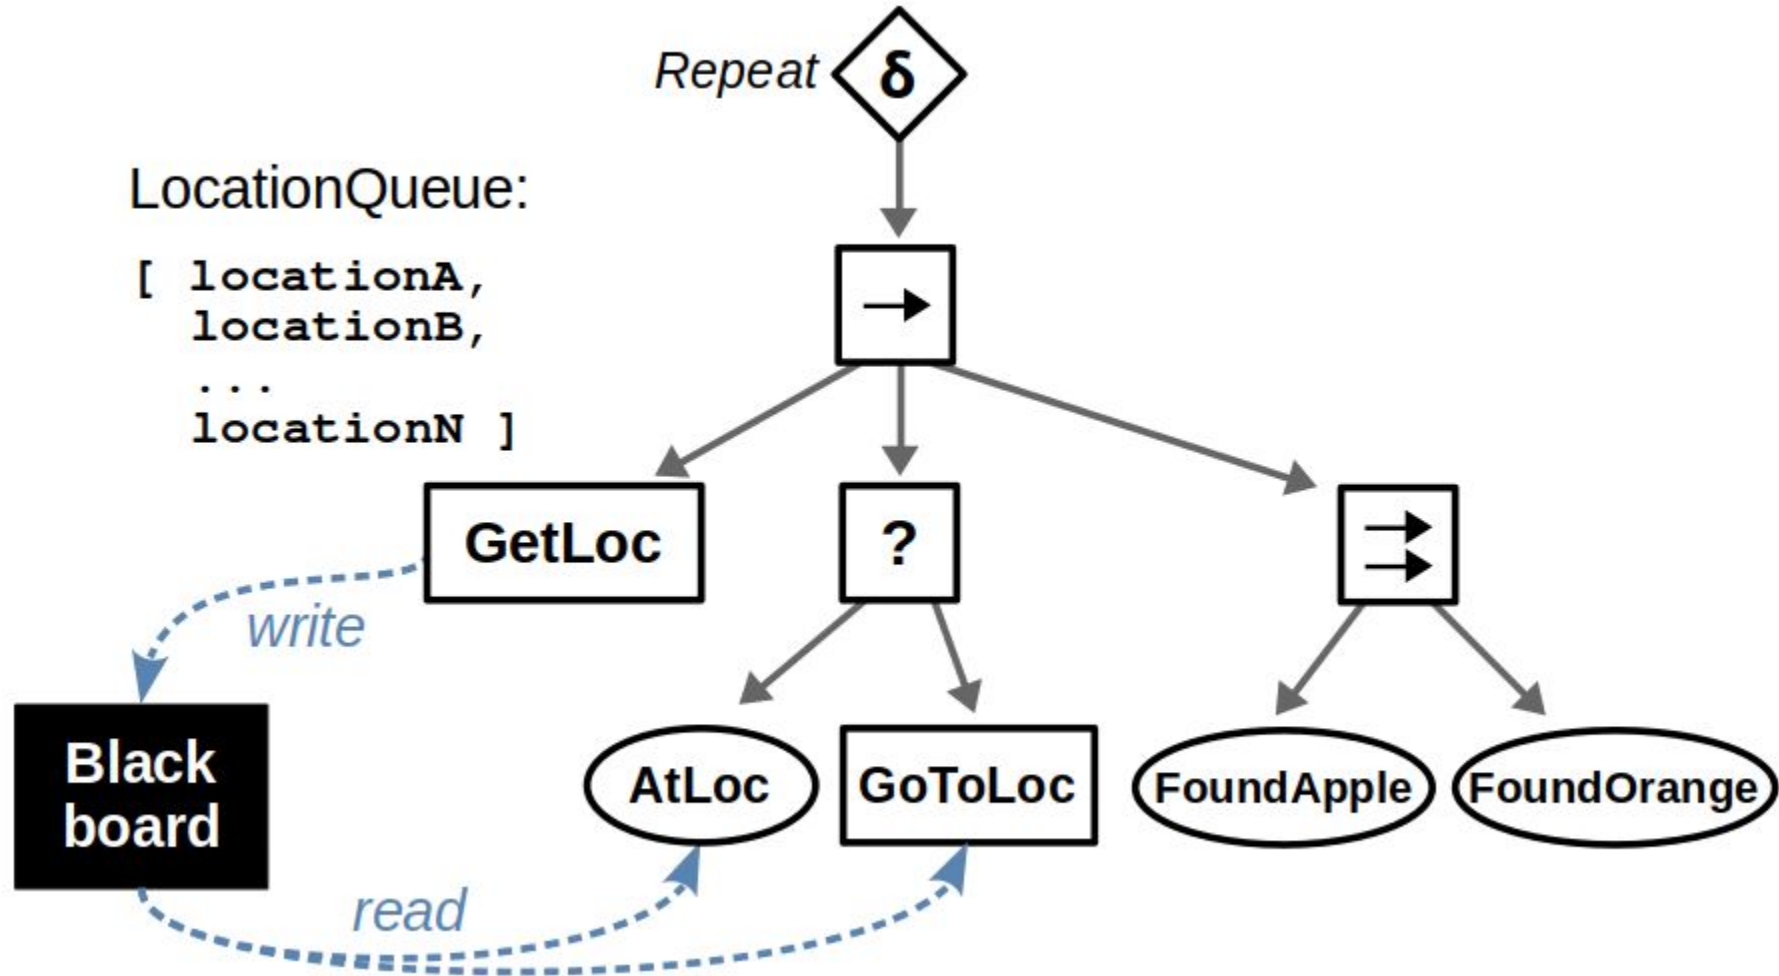 Repeat
δ
LocationQueue:
[ locationA,
locationB,
...
locationN ]
GetLoc
?
write
Black
board
AtLoc
GoToLoc
FoundApple
FoundOrange
read